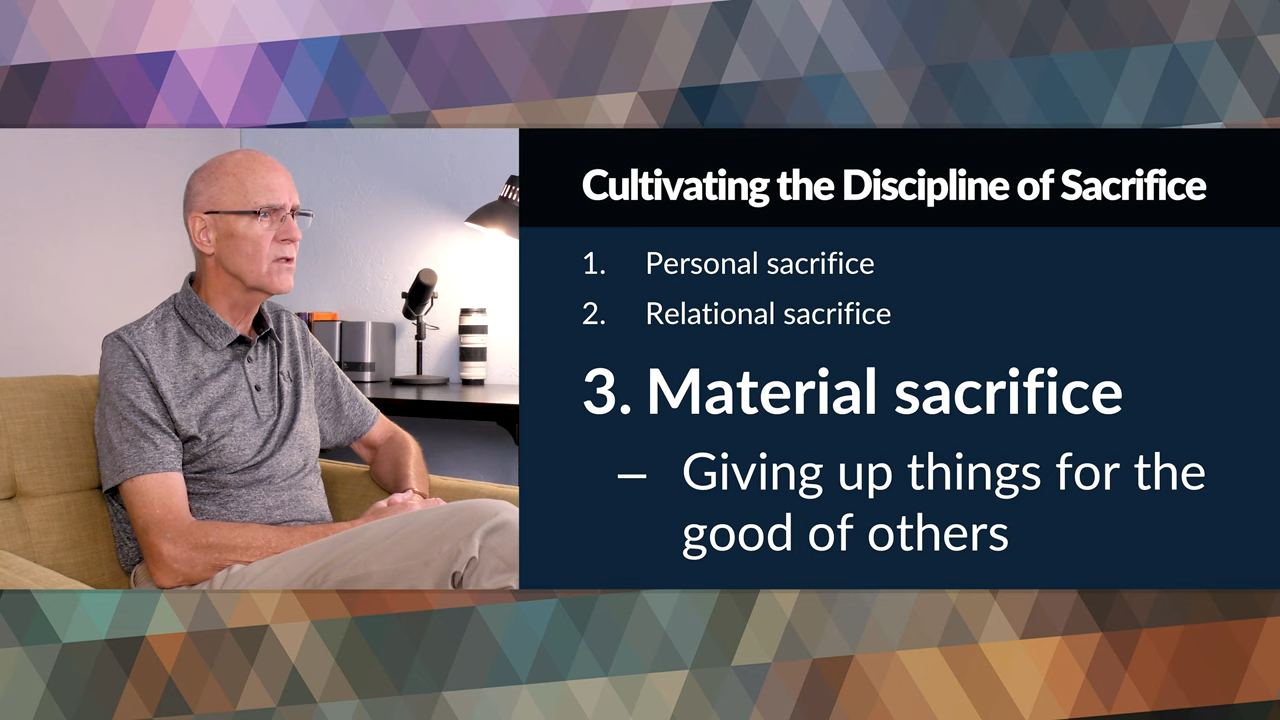 Cultivating the Discipline of Sacrifice
1. Personal sacrifice
2. Relational sacrifice
3. Material sacrifice
– Giving up things for the
good of others